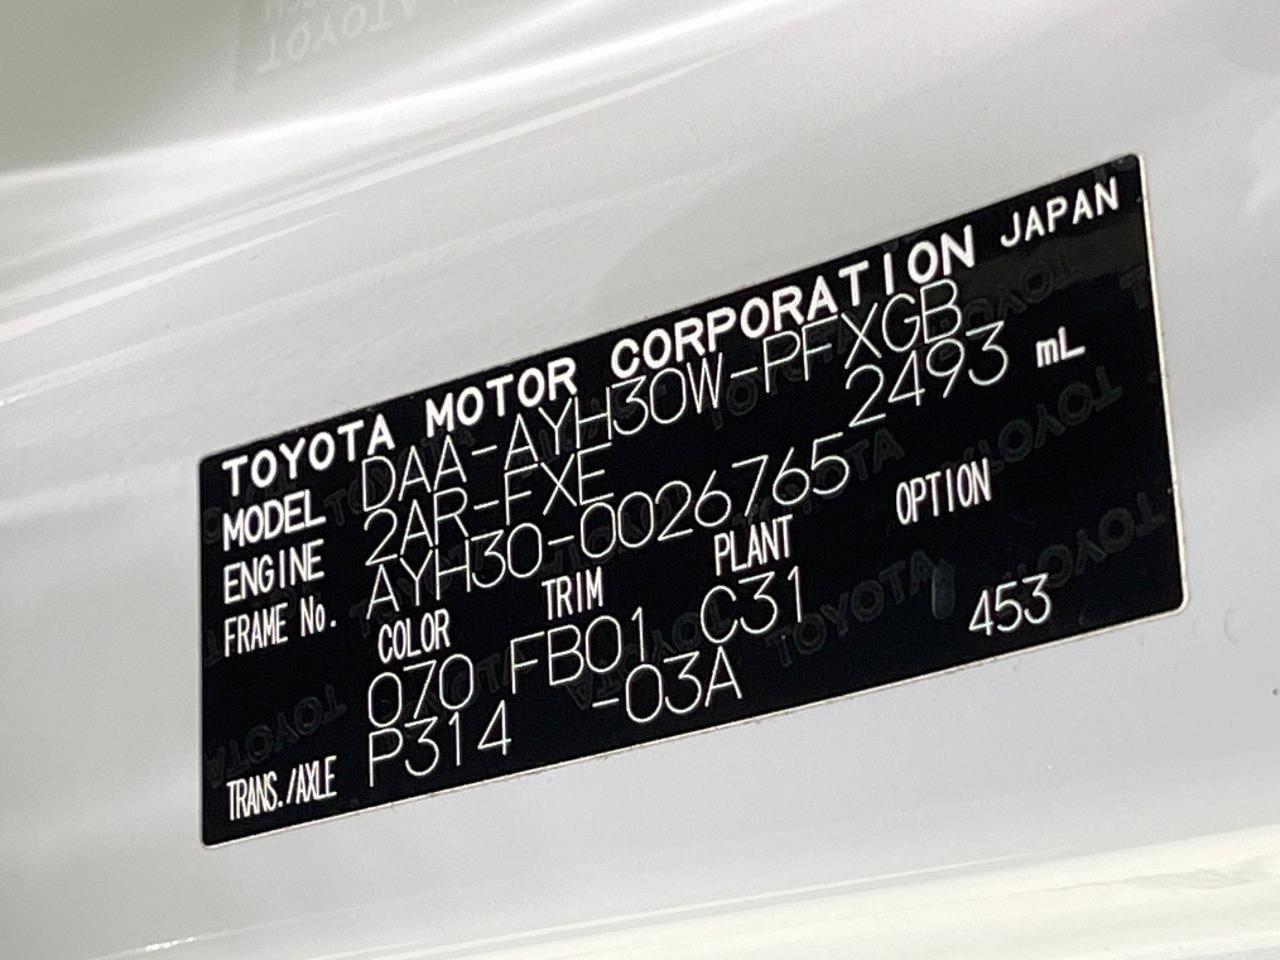 TOYOTA MOTOR CORPORATION JAPAN
MODEL DAA-AYH30W-PFXGB
ENGINE 2AR-FXE 2493 mL
FRAME No. AYH30-0026765
COLOR TRIM PLANT OPTION
070 FB01 C31 453
TRANS./AXLE P314 -03A